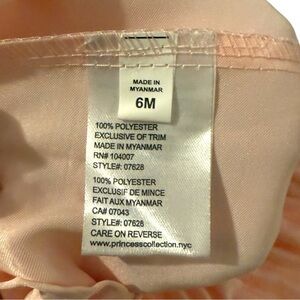 MADE IN
MYANMAR
6M
100% POLYESTER
EXCLUSIVE OF TRIM
MADE IN MYANMAR
RN# 104007
STYLE#: 07628
100% POLYESTER
EXCLUSIF DE MINCE
FAIT AUX MYANMAR
CA# 07043
STYLE#: 07628
CARE ON REVERSE
www.princesscollection.nyc